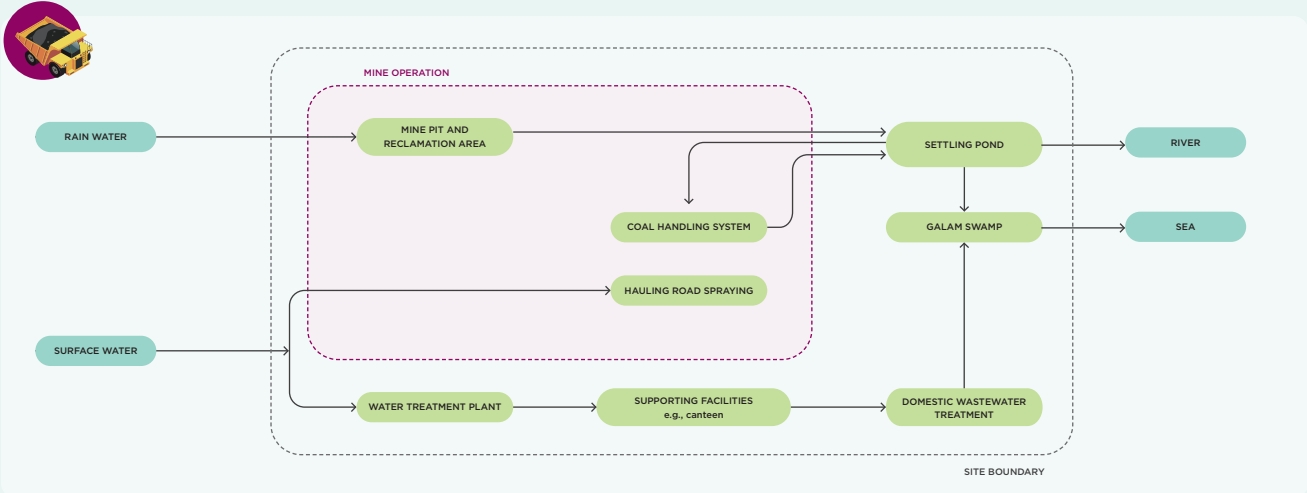 MINE OPERATION
RAIN WATER
MINE PIT AND
RECLAMATION AREA
SETTLING POND
RIVER
COAL HANDLING SYSTEM
GALAM SWAMP
SEA
HAULING ROAD SPRAYING
SURFACE WATER
WATER TREATMENT PLANT
SUPPORTING FACILITIES
e.g., canteen
DOMESTIC WASTEWATER
TREATMENT
SITE BOUNDARY